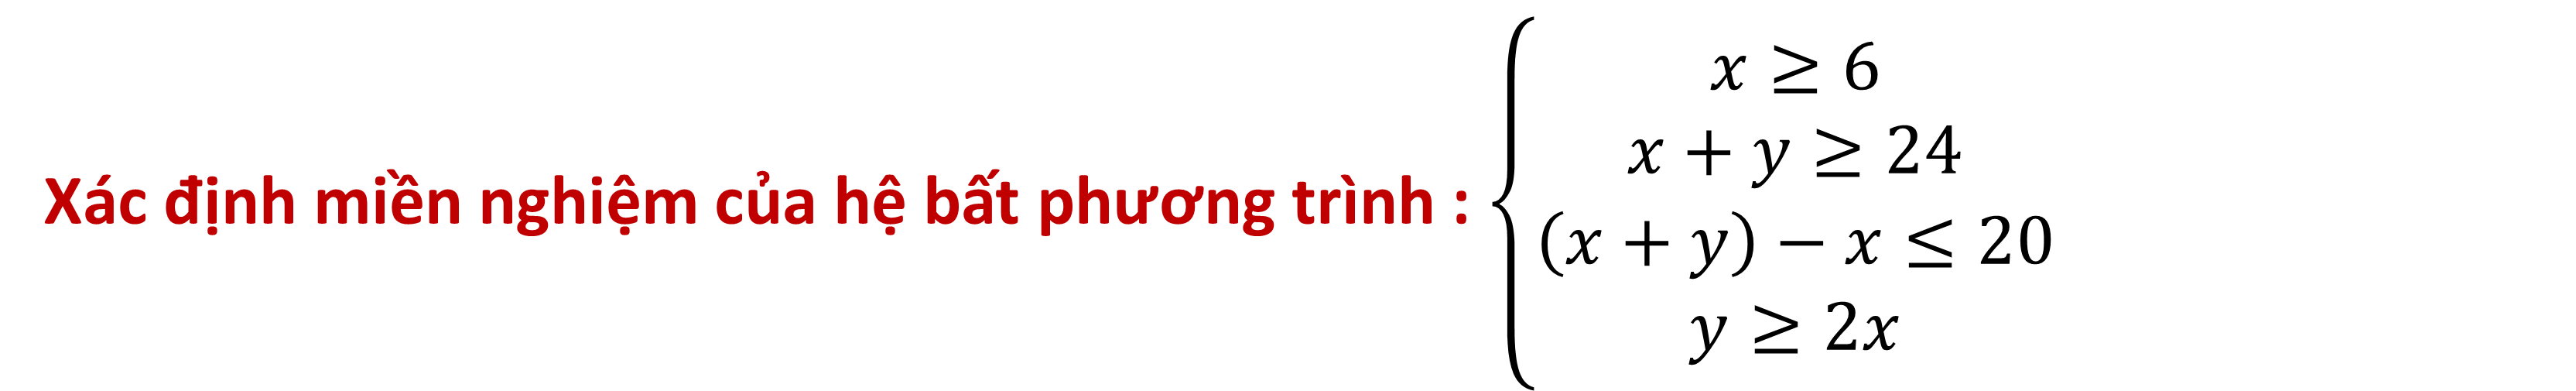 x ≥ 6
x + y ≥ 24
Xác định miền nghiệm của hệ bất phương trình :
(x + y) − x ≤ 20
y ≥ 2x